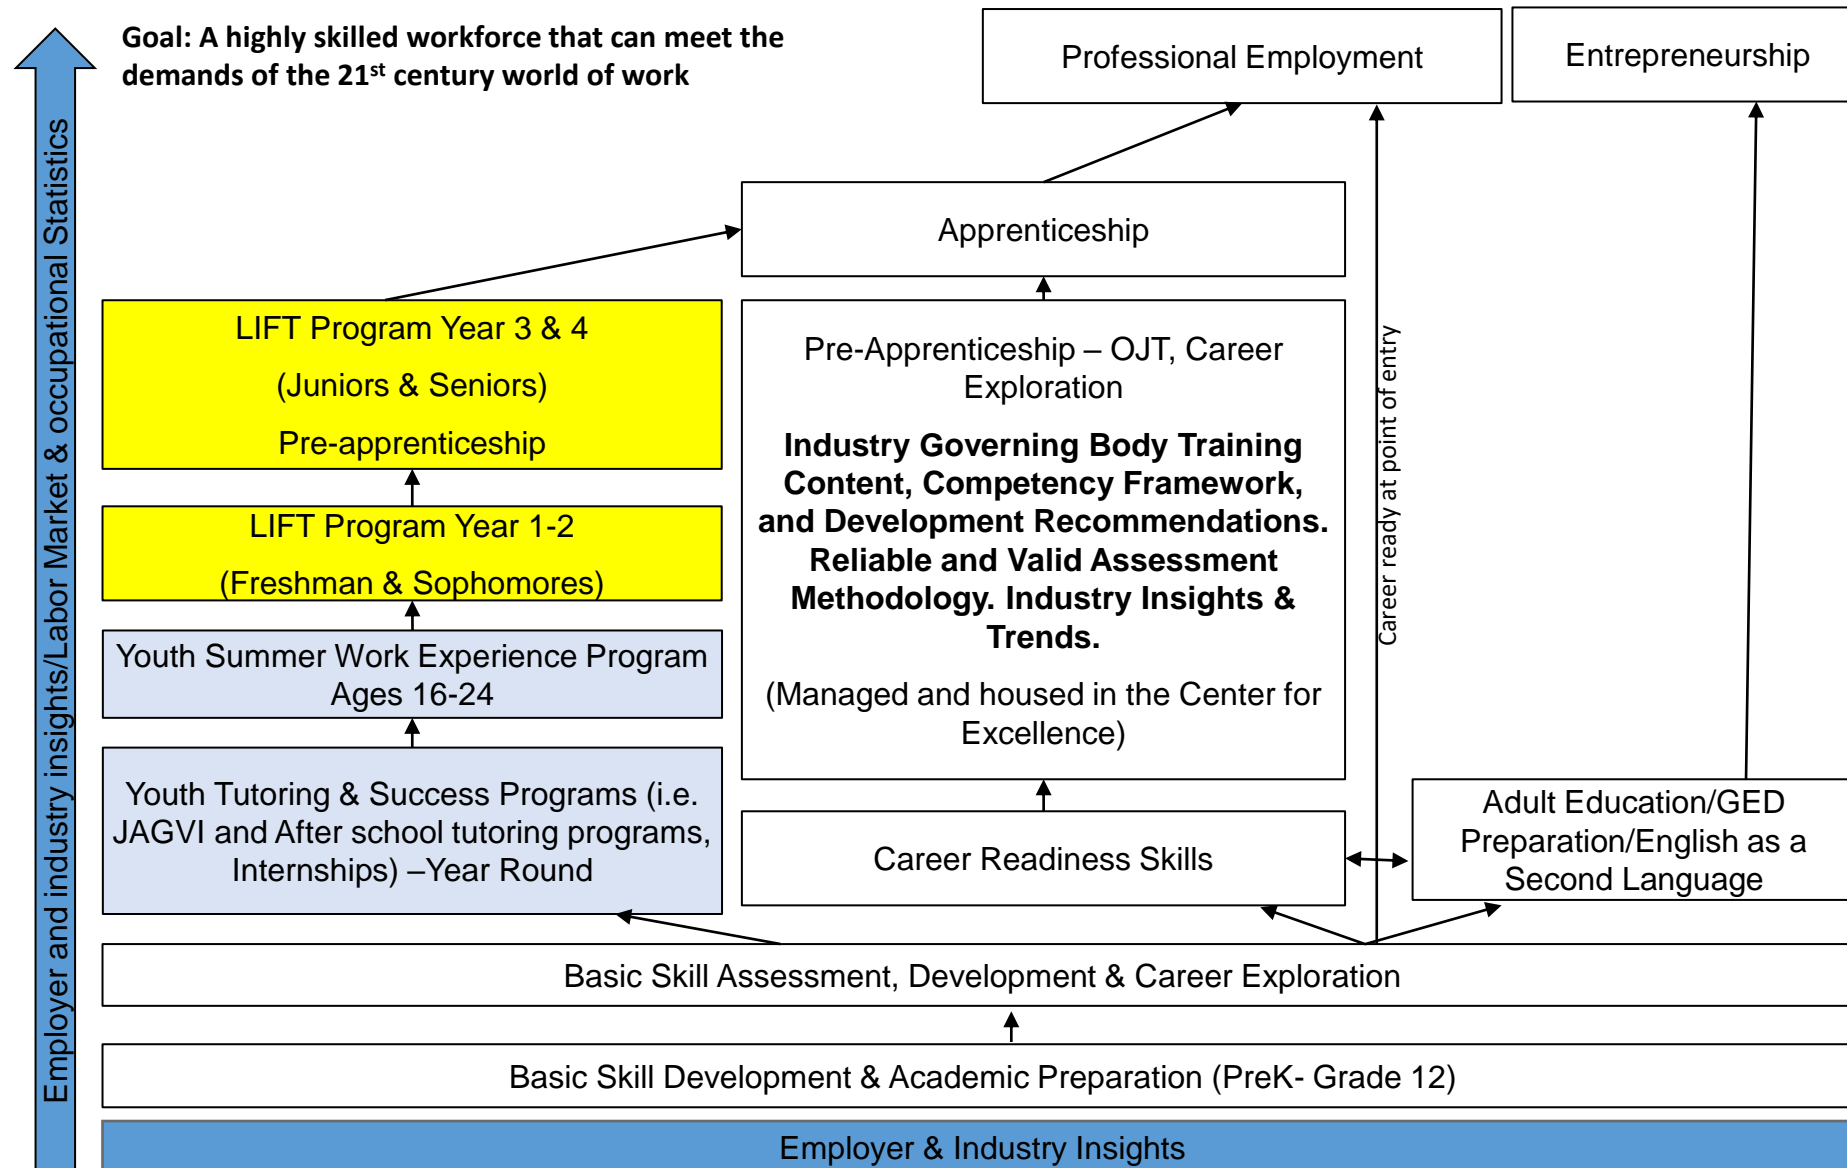 Goal: A highly skilled workforce that can meet the
demands of the 21st century world of work
Professional Employment
Entrepreneurship
Employer and industry insights/Labor Market & occupational Statistics
Apprenticeship
LIFT Program Year 3 & 4
(Juniors & Seniors)
Pre-apprenticeship
LIFT Program Year 1-2
(Freshman & Sophomores)
Youth Summer Work Experience Program
Ages 16-24
Youth Tutoring & Success Programs (i.e.
JAGVI and After school tutoring programs,
Internships) –Year Round
Pre-Apprenticeship – OJT, Career
Exploration
Industry Governing Body Training
Content, Competency Framework,
and Development Recommendations.
Reliable and Valid Assessment
Methodology. Industry Insights &
Trends.
(Managed and housed in the Center for
Excellence)
Career Readiness Skills
Career ready at point of entry
Adult Education/GED
Preparation/English as a
Second Language
Basic Skill Assessment, Development & Career Exploration
Basic Skill Development & Academic Preparation (PreK- Grade 12)
Employer & Industry Insights